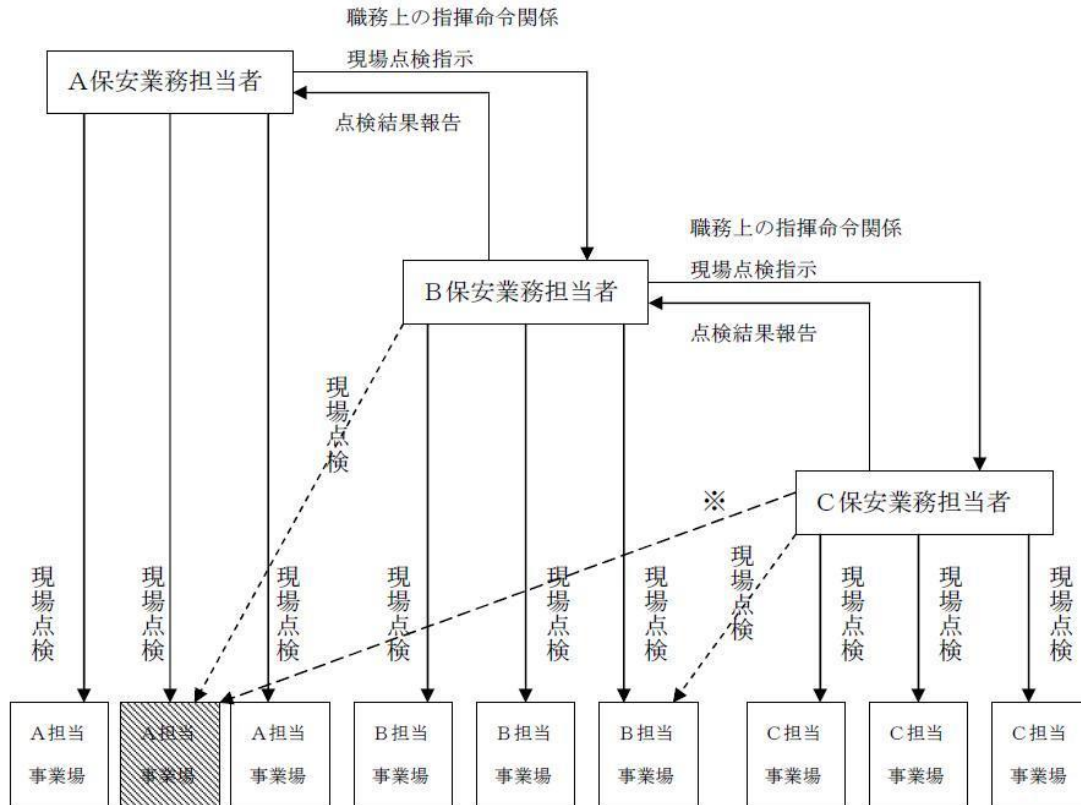 職務上の指揮命令関係
現場点検指示
A保安業務担当者
点検結果報告
職務上の指揮命令関係
現場点検指示
B保安業務担当者
点検結果報告
現場点検
※
C保安業務担当者
現場点検
現場点検
現場点検
現場点検
現場点検
現場点検
現場点検
現場点検
現場点検
現場点検
A担当
事業場
A担当
事業場
A担当
事業場
B担当
事業場
B担当
事業場
B担当
事業場
C担当
事業場
C担当
事業場
C担当
事業場